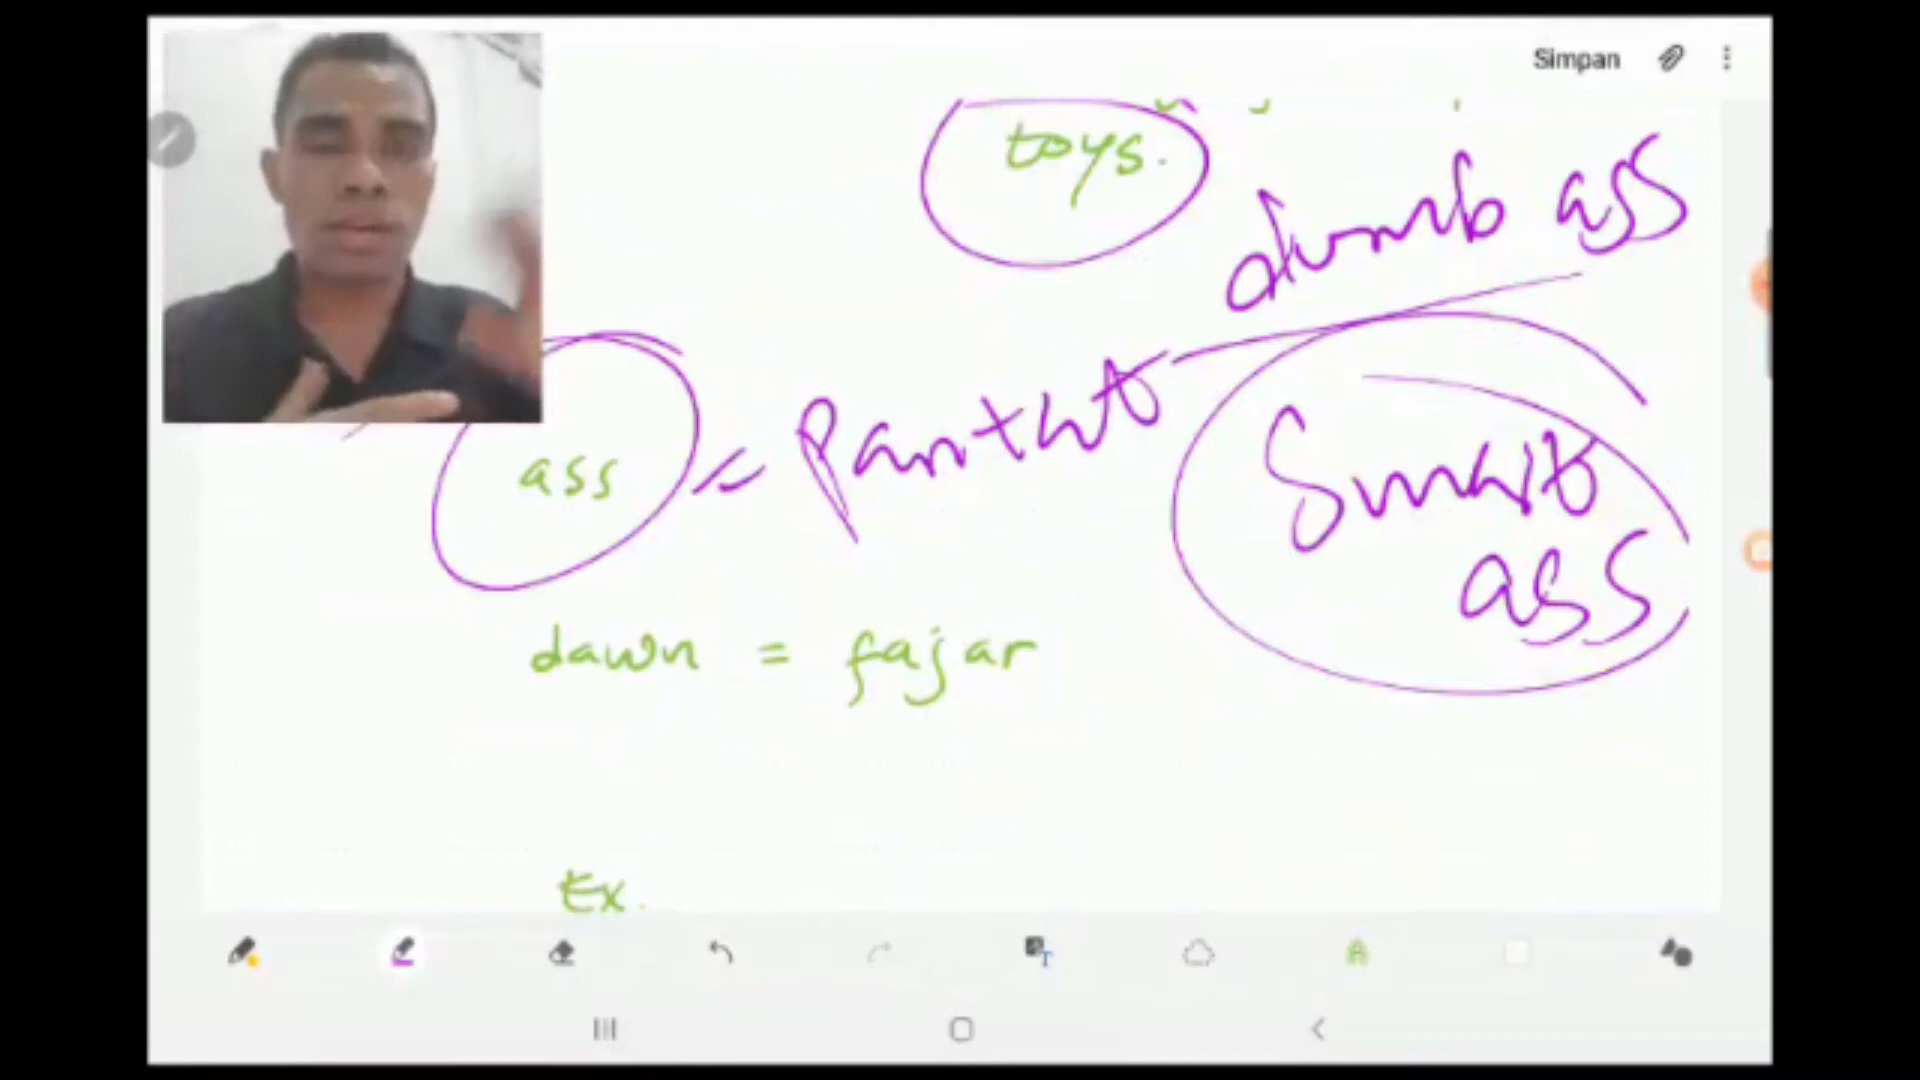 Simpan
toys.
dumb ass
ass = Pantat
Smart
ass
dawn = fajar
Ex.